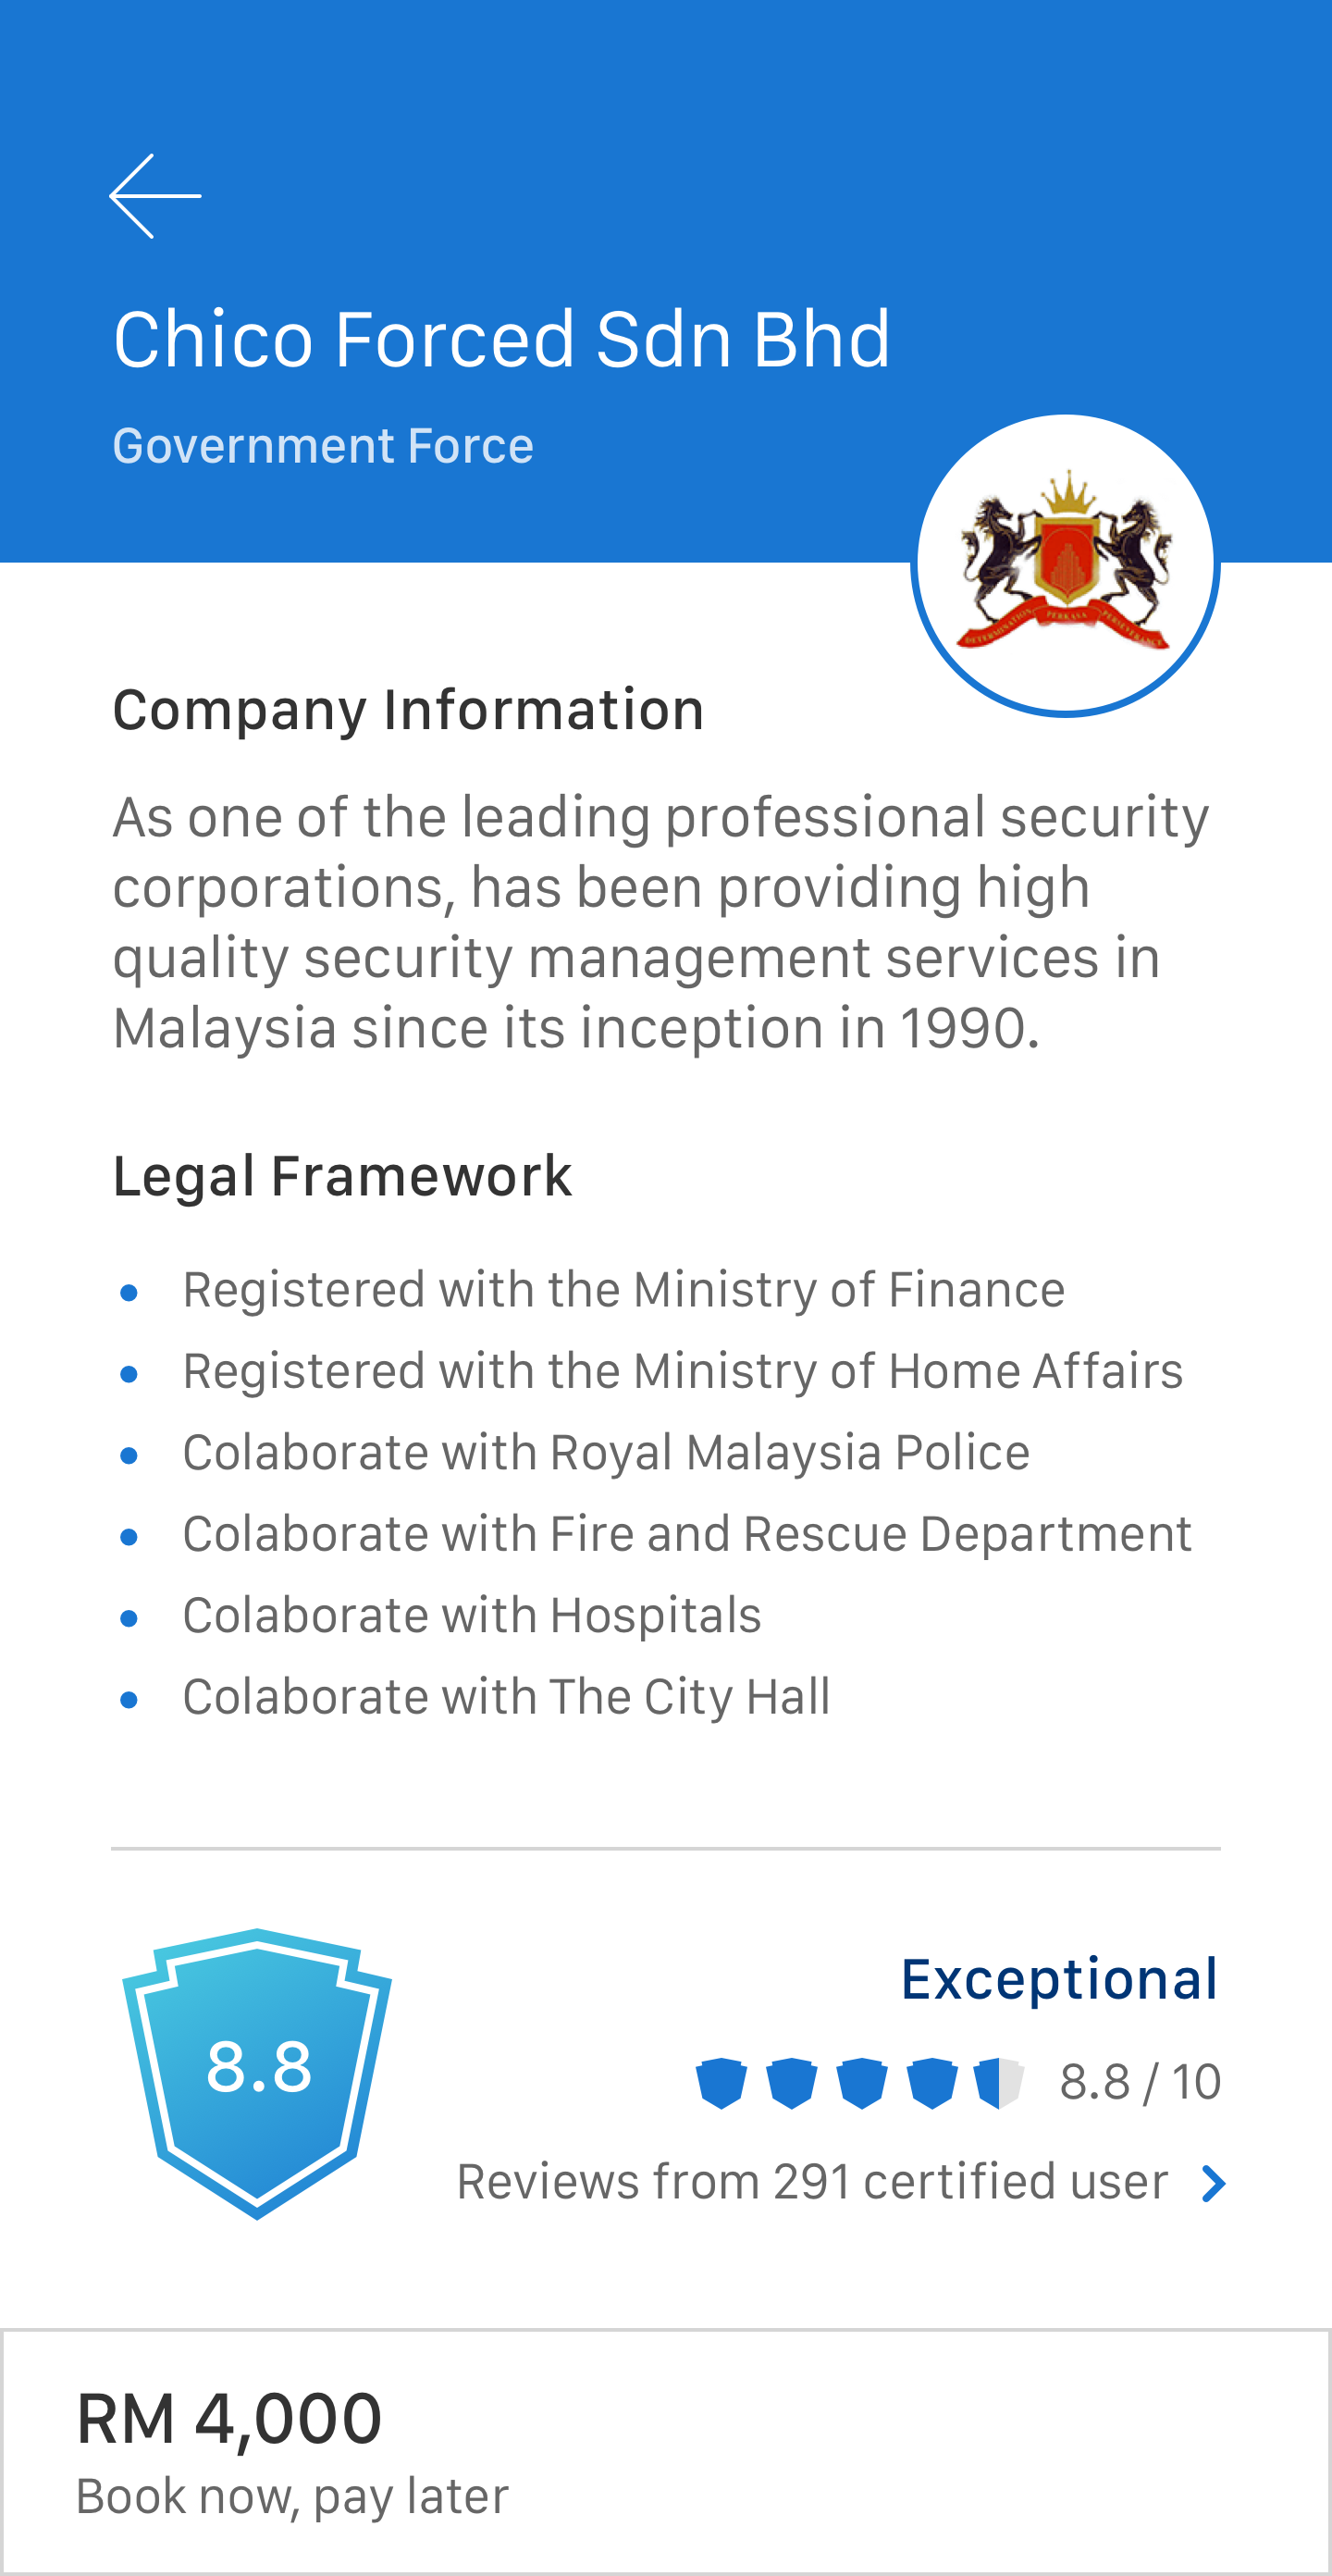 Chico Forced Sdn Bhd
Government Force
DETERMINATION PERKASA PERSEVERANCE
Company Information
As one of the leading professional security
corporations, has been providing high
quality security management services in
Malaysia since its inception in 1990.
Legal Framework
Registered with the Ministry of Finance
Registered with the Ministry of Home Affairs
Colaborate with Royal Malaysia Police
Colaborate with Fire and Rescue Department
Colaborate with Hospitals
Colaborate with The City Hall
8.8
Exceptional
8.8 / 10
Reviews from 291 certified user
RM 4,000
Book now, pay later